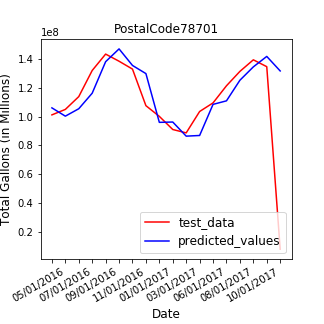 PostalCode78701
1e8
Total Gallons (in Millions)
1.4
1.2
1.0
0.8
0.6
0.4
0.2
test_data
predicted_values
05/01/2016
07/01/2016
09/01/2016
11/01/2016
01/01/2017
03/01/2017
06/01/2017
08/01/2017
10/01/2017
Date